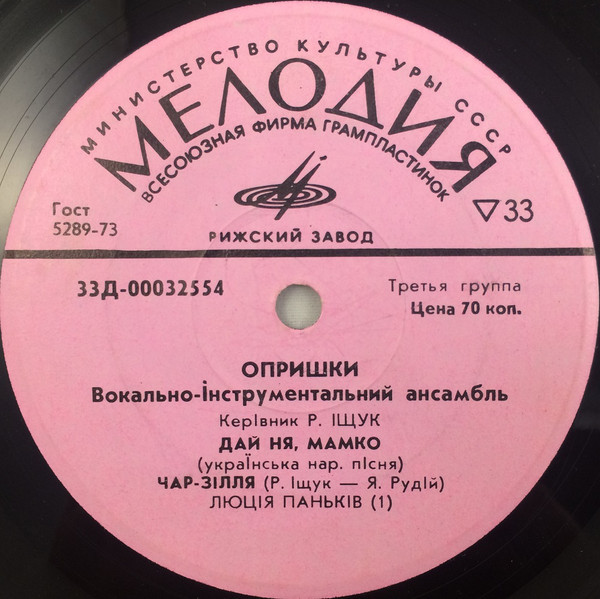 МИНИСТЕРСТВО КУЛЬТУРЫ СССР
МЕЛОДИЯ
ВСЕСОЮЗНАЯ ФИРМА ГРАМПЛАСТИНОК
Гост
5289-73
▽33
РИЖСКИЙ ЗАВОД
33Д-00032554
Третья группа
Цена 70 коп.
ОПРИШКИ
Вокально-інструментальний ансамбль
Керівник Р. ІЩУК
ДАЙ НЯ, МАМКО
(українська нар. пісня)
ЧАР-ЗІЛЛЯ (Р. Іщук — Я. Рудій)
ЛЮЦІЯ ПАНЬКІВ (1)